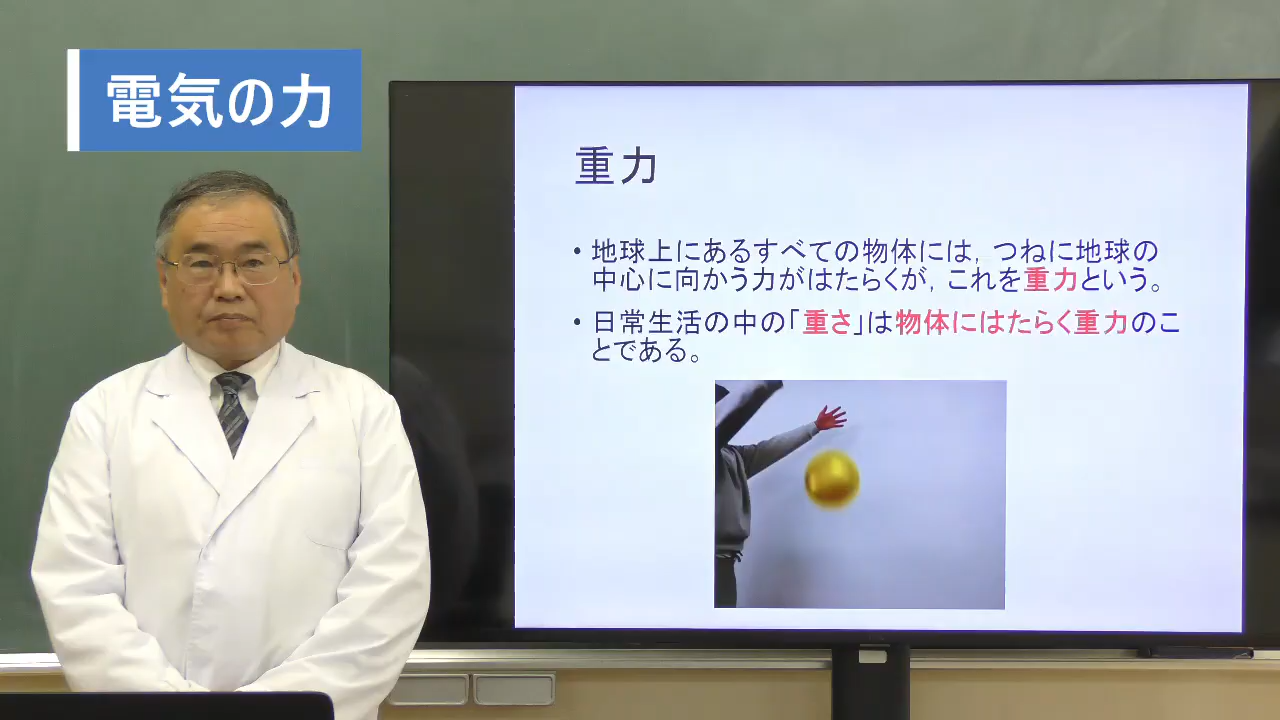 電気の力
重力
・地球上にあるすべての物体には，つねに地球の
中心に向かう力がはたらくが，これを重力という。
・日常生活の中の「重さ」は物体にはたらく重力のこ
とである。